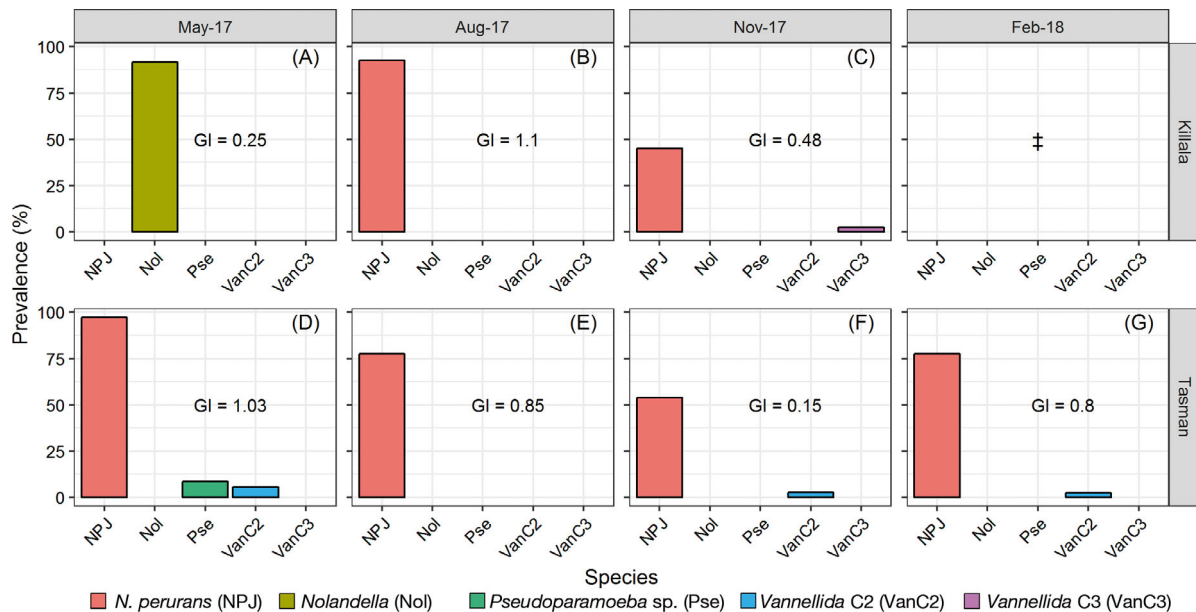 May-17 Aug-17 Nov-17 Feb-18
Prevalence (%)
100
75
50
25
0
(A)
GI = 0.25
NPJ Nol Pse VanC2 VanC3
(B)
GI = 1.1
NPJ Nol Pse VanC2 VanC3
(C)
GI = 0.48
NPJ Nol Pse VanC2 VanC3
‡
NPJ Nol Pse VanC2 VanC3
Killala
100
75
50
25
0
(D)
GI = 1.03
NPJ Nol Pse VanC2 VanC3
(E)
GI = 0.85
NPJ Nol Pse VanC2 VanC3
(F)
GI = 0.15
NPJ Nol Pse VanC2 VanC3
(G)
GI = 0.8
NPJ Nol Pse VanC2 VanC3
Tasman
Species
N. perurans (NPJ) Nolandella (Nol) Pseudoparamoeba sp. (Pse) Vannellida C2 (VanC2) Vannellida C3 (VanC3)